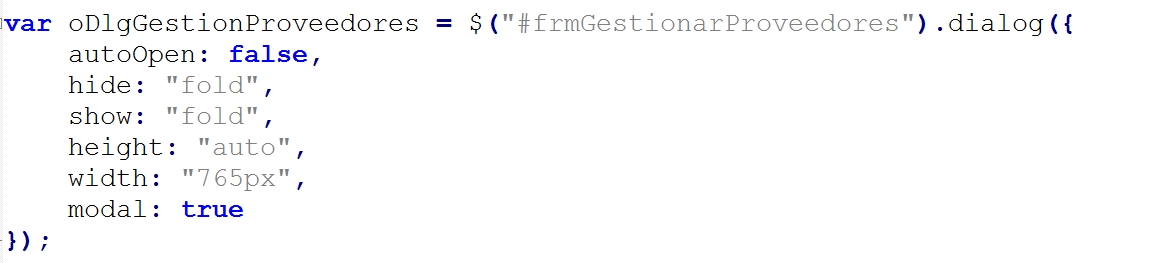 var oDlgGestionProveedores = $("#frmGestionarProveedores").dialog({
    autoOpen: false,
    hide: "fold",
    show: "fold",
    height: "auto",
    width: "765px",
    modal: true
});